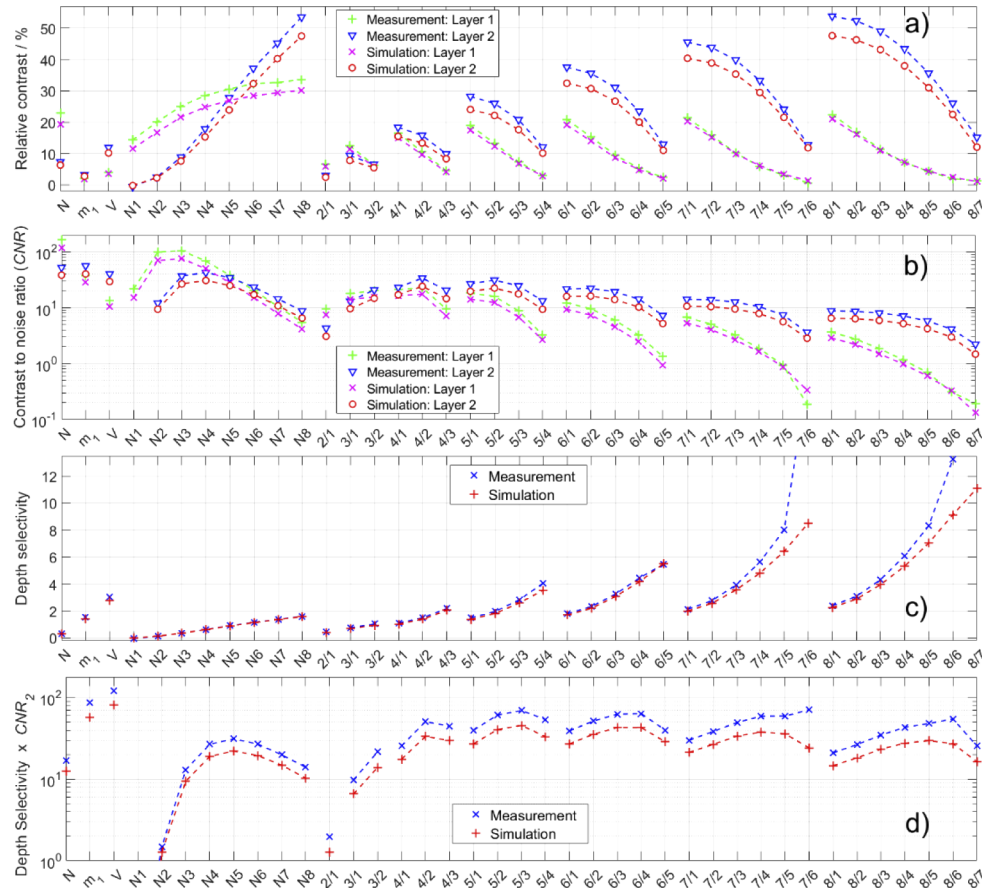 a)
Relative contrast / %
50
40
30
20
10
0
Measurement: Layer 1
Measurement: Layer 2
Simulation: Layer 1
Simulation: Layer 2
N m₁ V N1 N2 N3 N4 N5 N6 N7 N8 2/1 3/1 3/2 4/1 4/2 4/3 5/1 5/2 5/3 5/4 6/1 6/2 6/3 6/4 6/5 7/1 7/2 7/3 7/4 7/5 7/6 8/1 8/2 8/3 8/4 8/5 8/6 8/7
b)
Contrast to noise ratio (CNR)
10²
10¹
10⁰
10⁻¹
Measurement: Layer 1
Measurement: Layer 2
Simulation: Layer 1
Simulation: Layer 2
N m₁ V N1 N2 N3 N4 N5 N6 N7 N8 2/1 3/1 3/2 4/1 4/2 4/3 5/1 5/2 5/3 5/4 6/1 6/2 6/3 6/4 6/5 7/1 7/2 7/3 7/4 7/5 7/6 8/1 8/2 8/3 8/4 8/5 8/6 8/7
c)
Depth selectivity
12
10
8
6
4
2
0
Measurement
Simulation
N m₁ V N1 N2 N3 N4 N5 N6 N7 N8 2/1 3/1 3/2 4/1 4/2 4/3 5/1 5/2 5/3 5/4 6/1 6/2 6/3 6/4 6/5 7/1 7/2 7/3 7/4 7/5 7/6 8/1 8/2 8/3 8/4 8/5 8/6 8/7
d)
Depth Selectivity x CNR₂
10²
10¹
10⁰
Measurement
Simulation
N m₁ V N1 N2 N3 N4 N5 N6 N7 N8 2/1 3/1 3/2 4/1 4/2 4/3 5/1 5/2 5/3 5/4 6/1 6/2 6/3 6/4 6/5 7/1 7/2 7/3 7/4 7/5 7/6 8/1 8/2 8/3 8/4 8/5 8/6 8/7